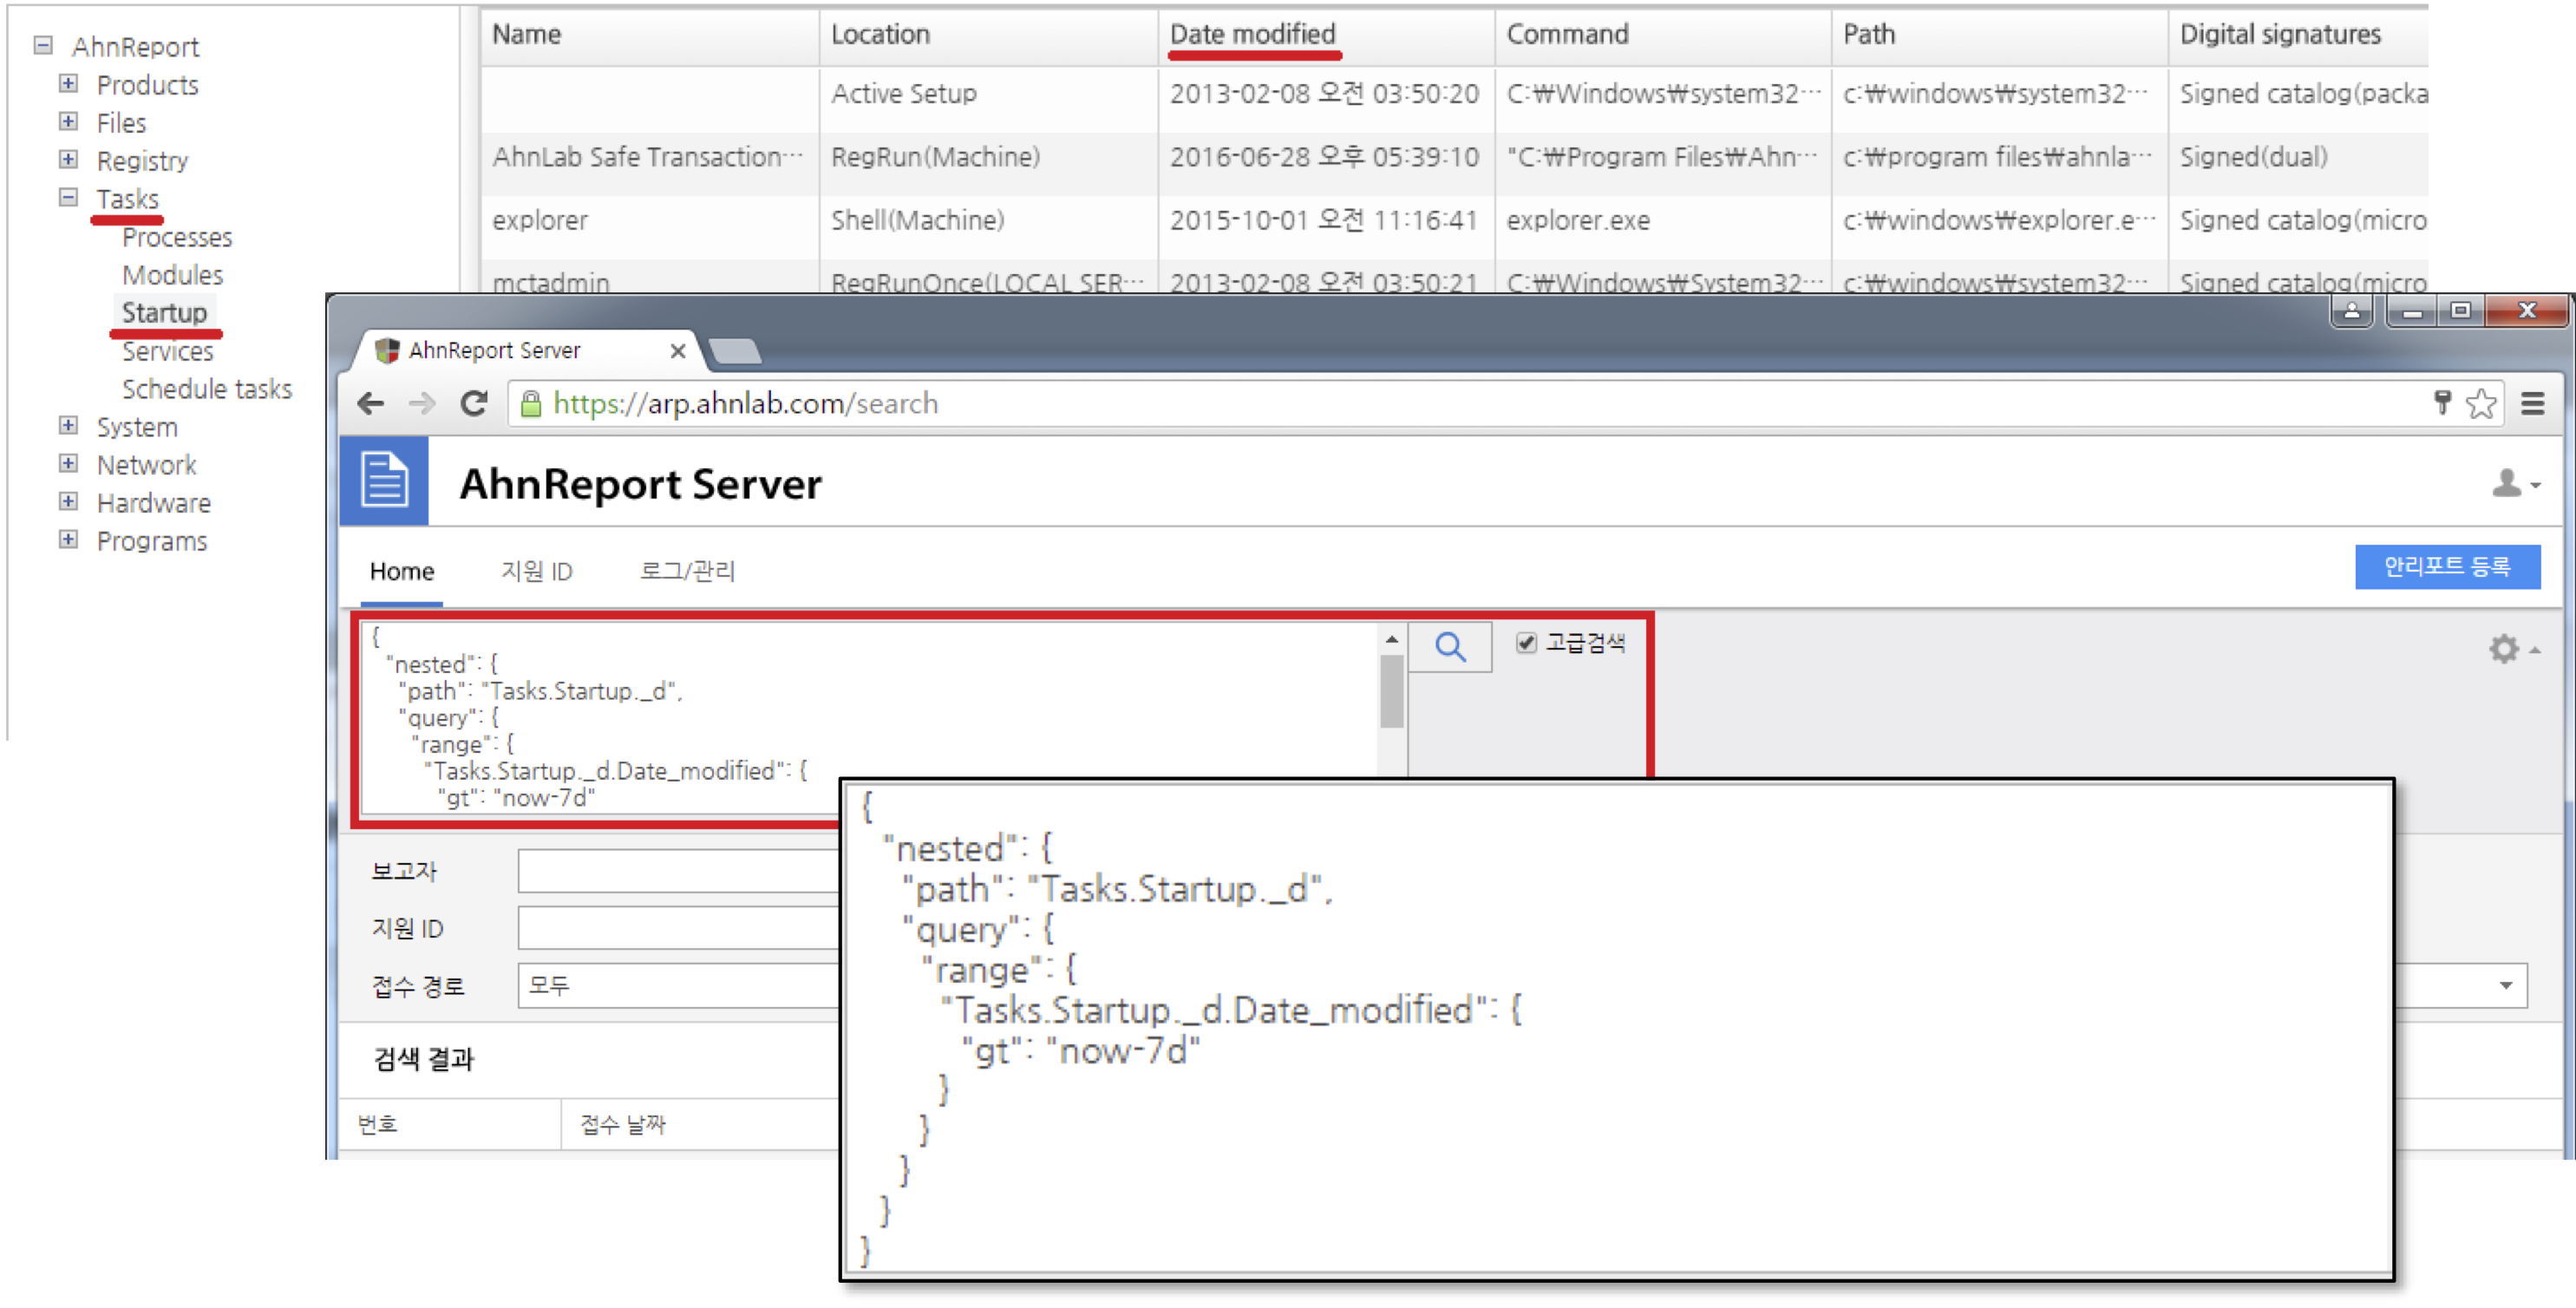 AhnReport
Products
Files
Registry
Tasks
Processes
Modules
Startup
Services
Schedule tasks
System
Network
Hardware
Programs
Name Location Date modified Command Path Digital signatures
Active Setup 2013-02-08 오전 03:50:20 C:₩Windows₩system32··· c:₩windows₩system32··· Signed catalog(packa
AhnLab Safe Transaction··· RegRun(Machine) 2016-06-28 오후 05:39:10 "C:₩Program Files₩Ahn··· c:₩program files₩ahnla··· Signed(dual)
explorer Shell(Machine) 2015-10-01 오전 11:16:41 explorer.exe c:₩windows₩explorer.e··· Signed catalog(micro
mctadmin RegRunOnce(LOCAL SER··· 2013-02-08 오전 03:50:21 C:₩Windows₩System32··· c:₩windows₩system32··· Signed catalog(micro
AhnReport Server
https://arp.ahnlab.com/search
AhnReport Server
Home 지원 ID 로그/관리 안리포트 등록
{
"nested": {
"path": "Tasks.Startup._d",
"query": {
"range": {
"Tasks.Startup._d.Date_modified": {
"gt": "now-7d"
고급검색
보고자
지원 ID
접수 경로 모두
검색 결과
번호 접수 날짜
{
"nested": {
"path": "Tasks.Startup._d",
"query": {
"range": {
"Tasks.Startup._d.Date_modified": {
"gt": "now-7d"
}
}
}
}
}